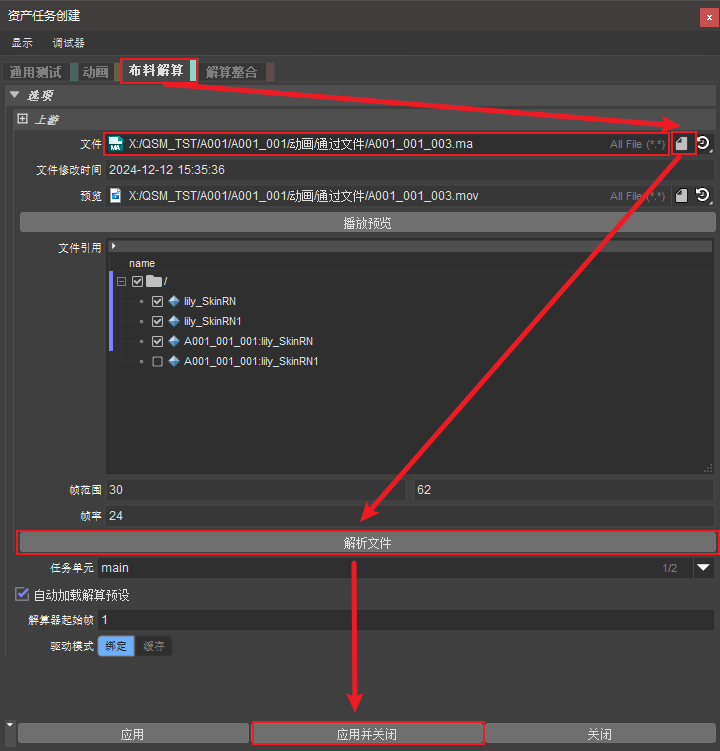 资产任务创建
x
显示 调试器
通用测试 动画 布料解算 解算整合
选项
上游
文件 MA X:/QSM_TST/A001/A001_001/动画/通过文件/A001_001_003.ma All File (*.*)
文件修改时间 2024-12-12 15:35:36
预览 X:/QSM_TST/A001/A001_001/动画/通过文件/A001_001_003.mov All File (*.*)
播放预览
文件引用
name
/
lily_SkinRN
lily_SkinRN1
A001_001_001:lily_SkinRN
A001_001_001:lily_SkinRN1
帧范围 30 62
帧率 24
解析文件
任务单元 main 1/2
自动加载解算预设
解算器起始帧 1
驱动模式 绑定 缓存
应用 应用并关闭 关闭